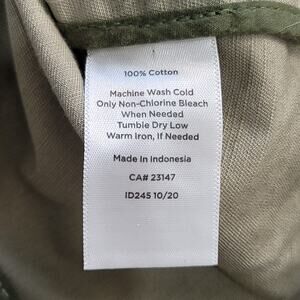 100% Cotton
Machine Wash Cold
Only Non-Chlorine Bleach
When Needed
Tumble Dry Low
Warm Iron, If Needed
Made In Indonesia
CA# 23147
ID245 10/20